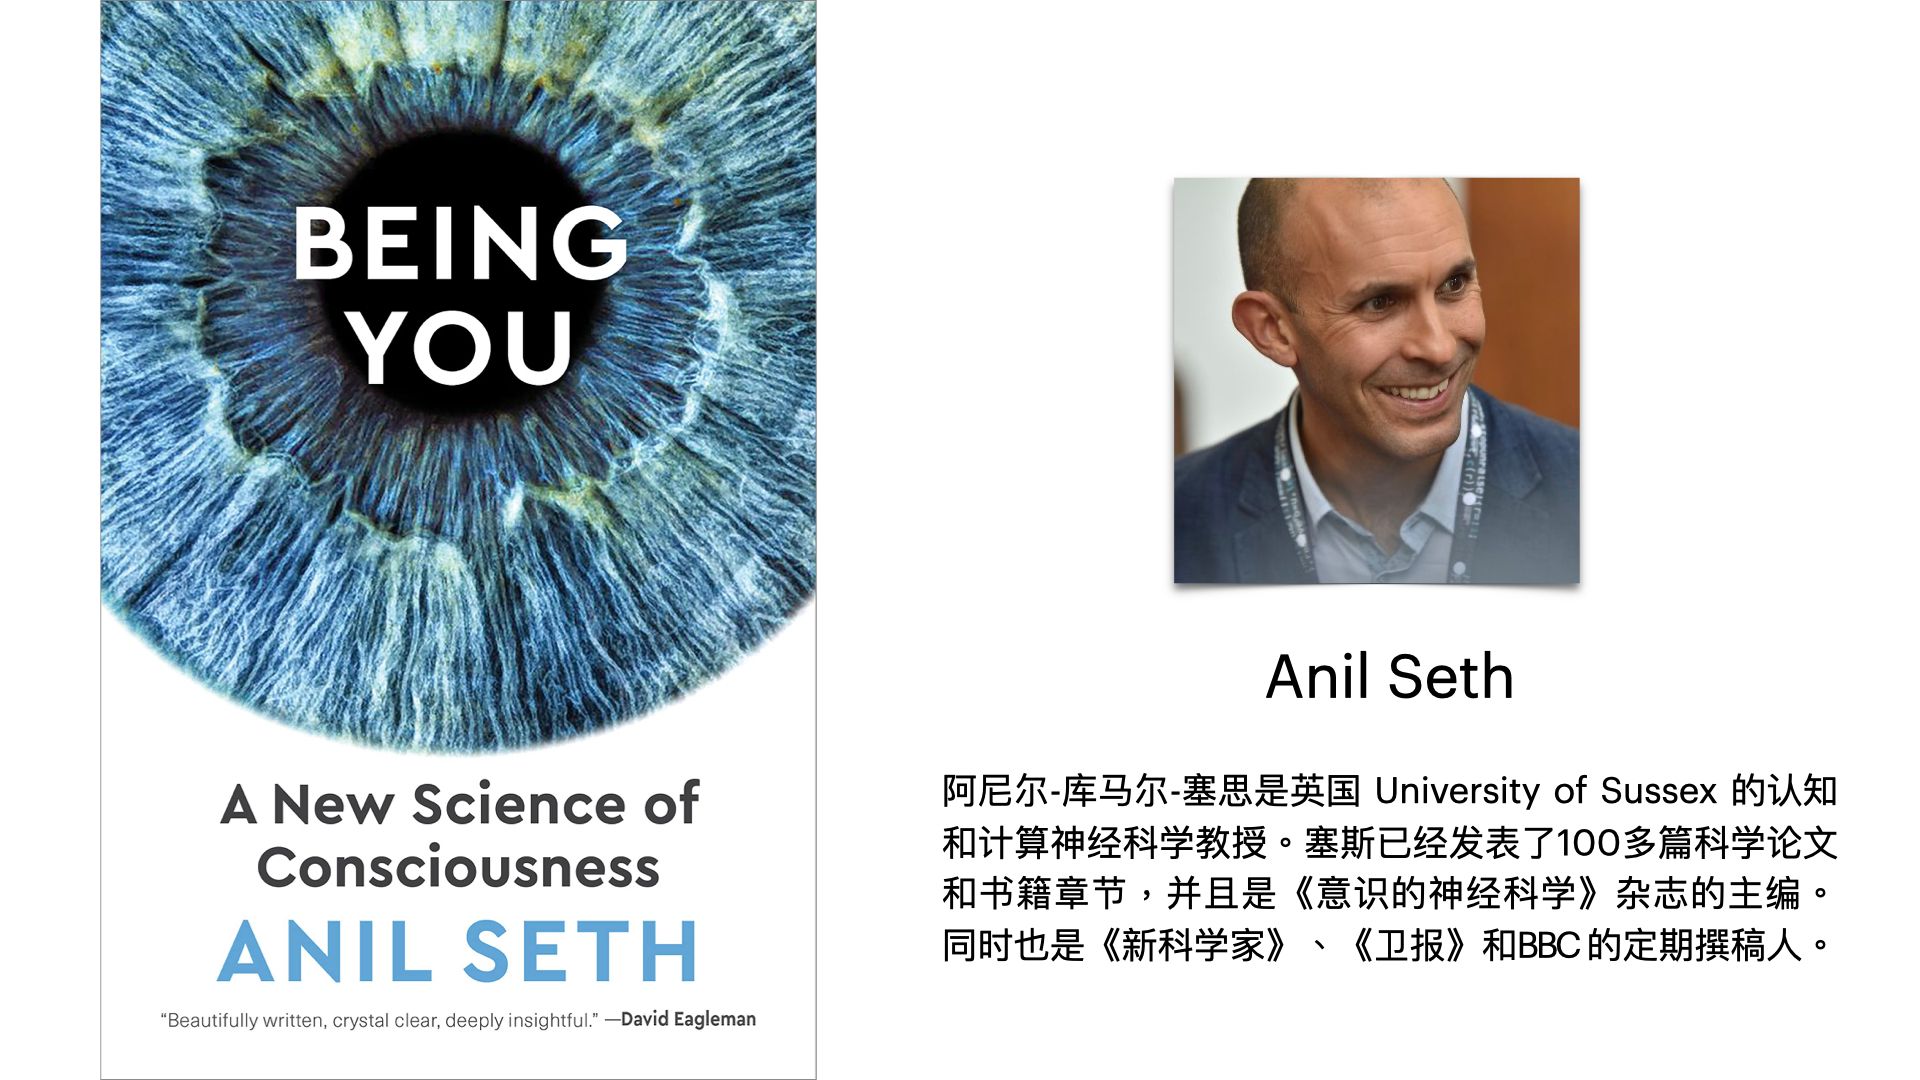 BEING
YOU
A New Science of
Consciousness
ANIL SETH
“Beautifully written, crystal clear, deeply insightful.” —David Eagleman
Anil Seth
阿尼尔-库马尔-塞思是英国 University of Sussex 的认知
和计算神经科学教授。塞斯已经发表了100多篇科学论文
和书籍章节，并且是《意识的神经科学》杂志的主编。
同时也是《新科学家》、《卫报》和BBC的定期撰稿人。